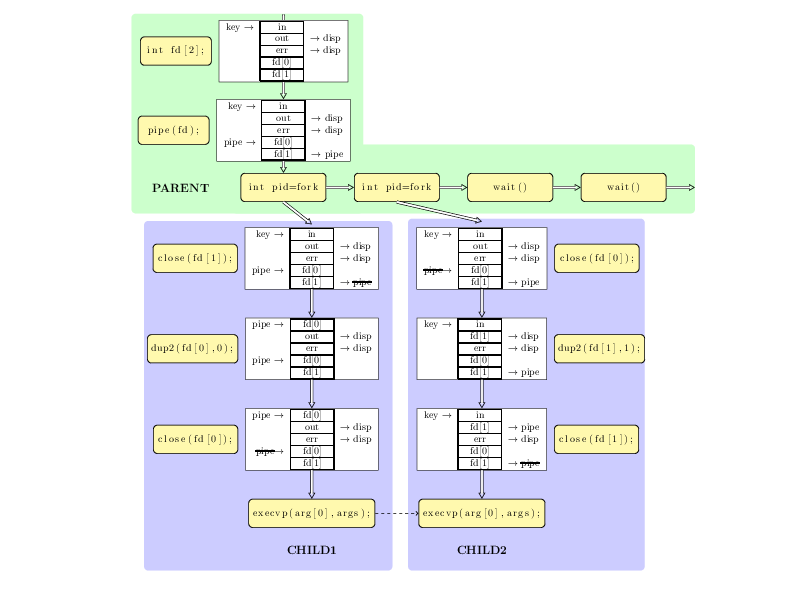 int fd[2];
key → in
out → disp
err → disp
fd[0]
fd[1]
pipe(fd);
key → in
out → disp
err → disp
pipe → fd[0]
fd[1] → pipe
PARENT
int pid=fork
int pid=fork
wait()
wait()
close(fd[1]);
key → in
out → disp
err → disp
pipe → fd[0]
fd[1] → pipe
dup2(fd[0],0);
pipe → fd[0]
out → disp
err → disp
pipe → fd[0]
fd[1]
close(fd[0]);
pipe → fd[0]
out → disp
err → disp
pipe → fd[0]
fd[1]
execvp(arg[0],args);
CHILD1
key → in
out → disp
err → disp
pipe → fd[0]
fd[1] → pipe
close(fd[0]);
key → in
fd[1] → disp
err → disp
fd[0]
fd[1] → pipe
dup2(fd[1],1);
key → in
fd[1] → pipe
err → disp
fd[0]
fd[1] → pipe
close(fd[1]);
execvp(arg[0],args);
CHILD2